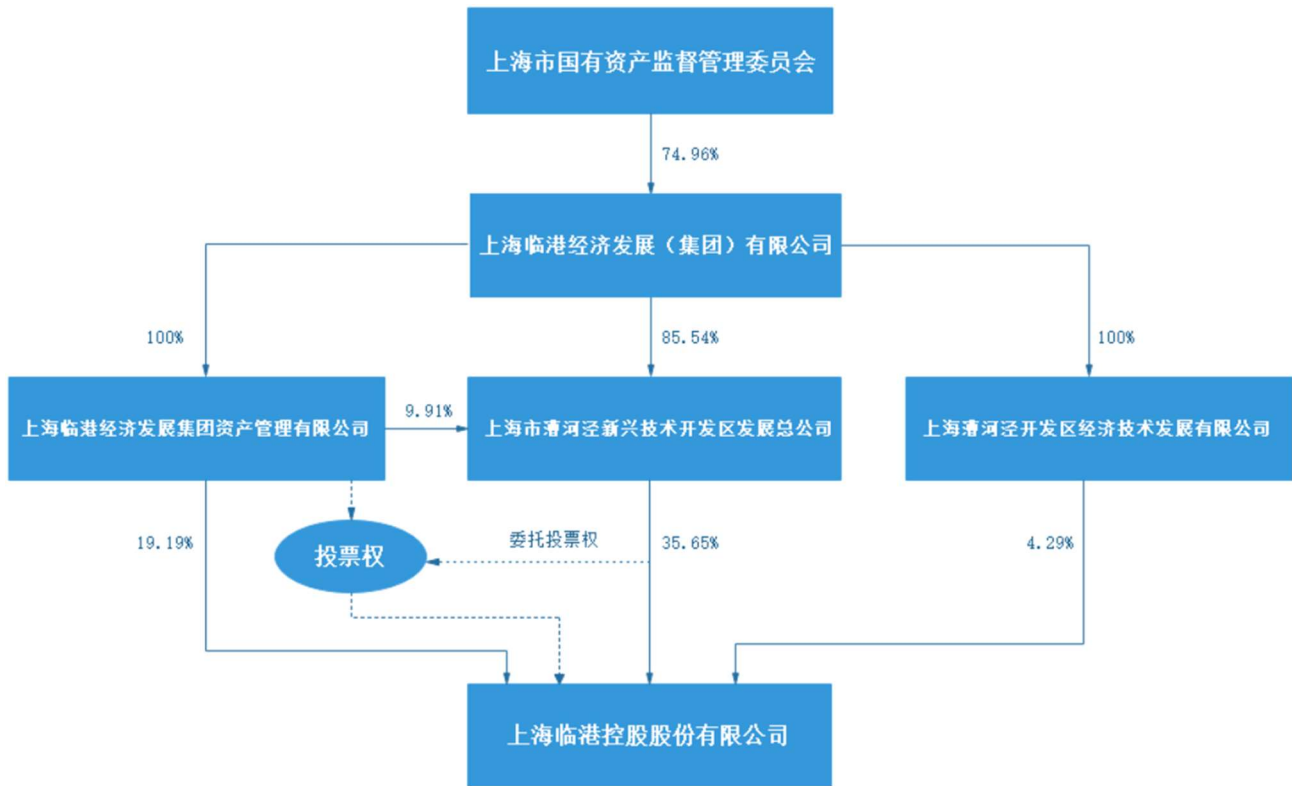 上海市国有资产监督管理委员会
74.96%
上海临港经济发展（集团）有限公司
100%
85.54%
100%
上海临港经济发展集团资产管理有限公司
9.91%
上海市漕河泾新兴技术开发区发展总公司
上海漕河泾开发区经济技术发展有限公司
19.19%
投票权
委托投票权
35.65%
4.29%
上海临港控股股份有限公司